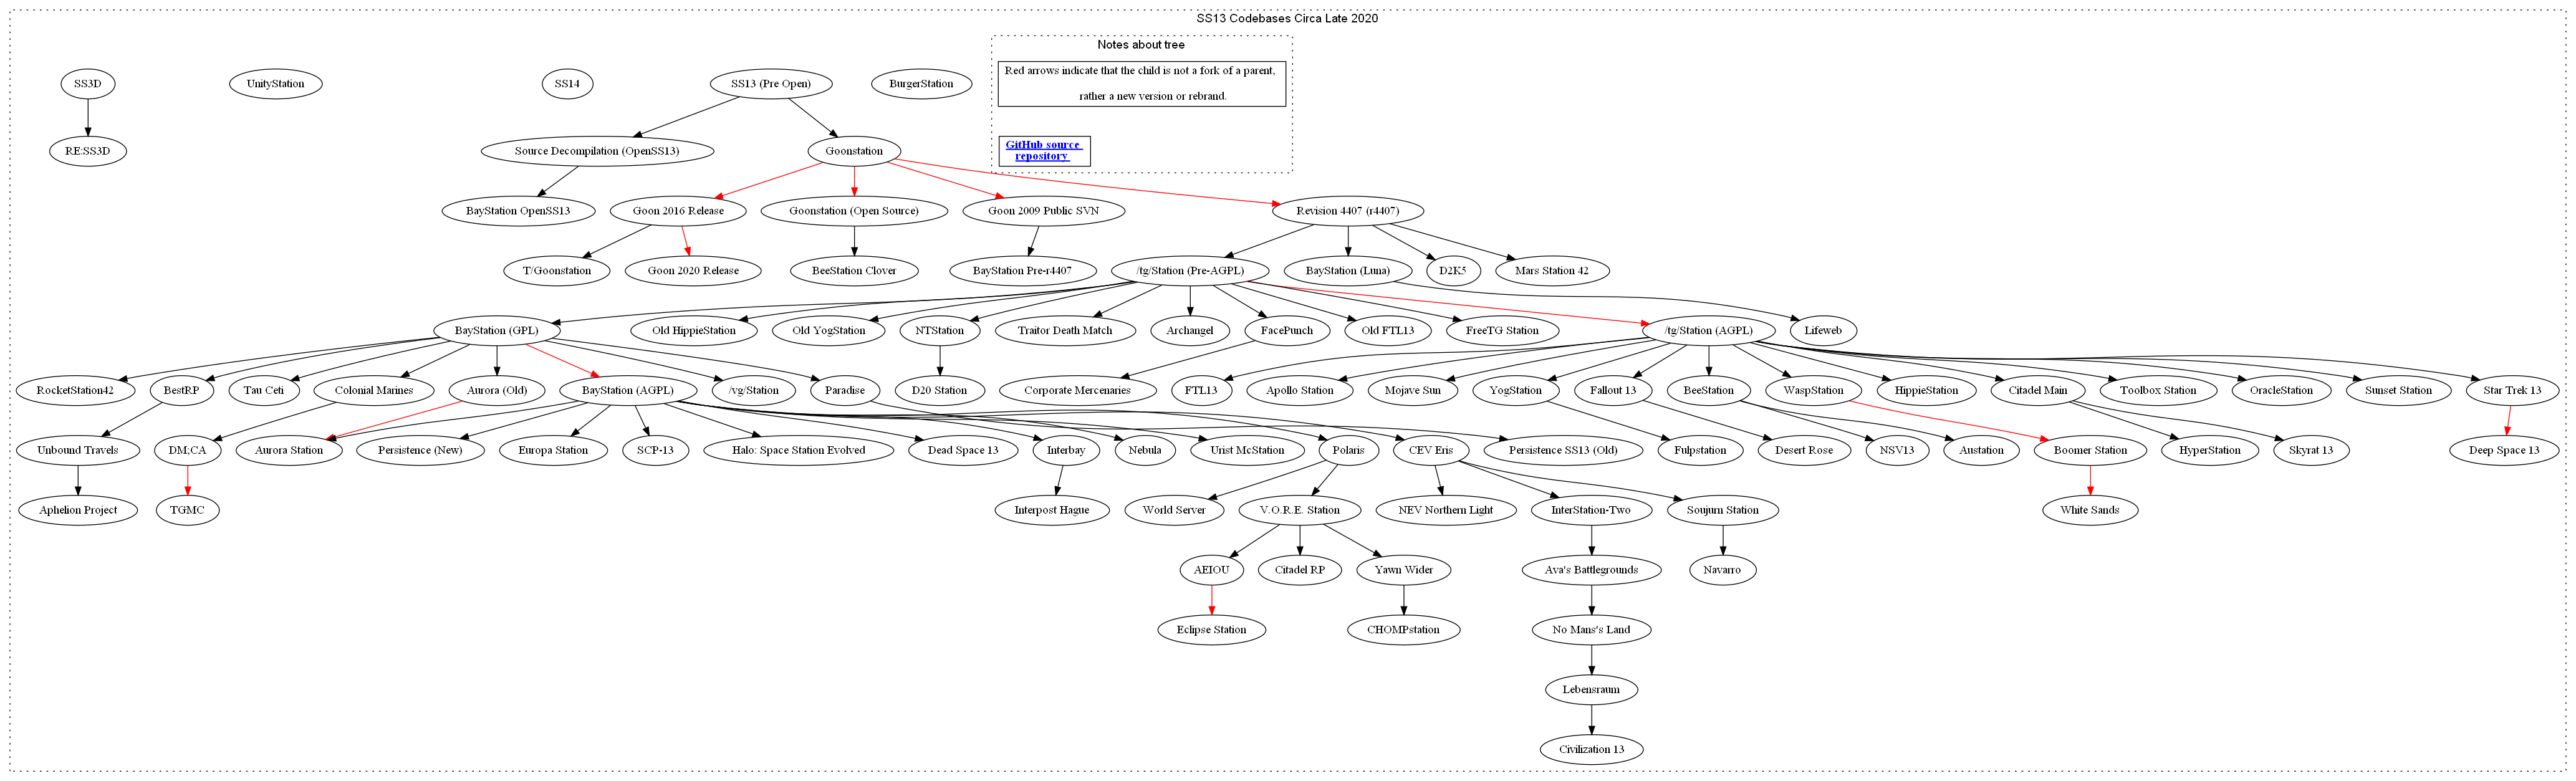 SS13 Codebases Circa Late 2020
Notes about tree
Red arrows indicate that the child is not a fork of a parent,
rather a new version or rebrand.
SS3D
UnityStation
SS14
SS13 (Pre Open)
BurgerStation
RE:SS3D
Source Decompilation (OpenSS13)
Goonstation
GitHub source
repository
BayStation OpenSS13
Goon 2016 Release
Goonstation (Open Source)
Goon 2009 Public SVN
Revision 4407 (r4407)
T/Goonstation
Goon 2020 Release
BeeStation Clover
BayStation Pre-r4407
/tg/Station (Pre-AGPL)
BayStation (Luna)
D2K5
Mars Station 42
BayStation (GPL)
Old HippieStation
Old YogStation
NTStation
Traitor Death Match
Archangel
FacePunch
Old FTL13
FreeTG Station
/tg/Station (AGPL)
Lifeweb
RocketStation42
BestRP
Tau Ceti
Colonial Marines
Aurora (Old)
BayStation (AGPL)
/vg/Station
Paradise
D20 Station
Corporate Mercenaries
FTL13
Apollo Station
Mojave Sun
YogStation
Fallout 13
BeeStation
WaspStation
HippieStation
Citadel Main
Toolbox Station
OracleStation
Sunset Station
Star Trek 13
Unbound Travels
DM;CA
Aurora Station
Persistence (New)
Europa Station
SCP-13
Halo: Space Station Evolved
Dead Space 13
Interbay
Nebula
Urist McStation
Polaris
CEV Eris
Persistence SS13 (Old)
Fulpstation
Desert Rose
NSV13
Austation
Boomer Station
HyperStation
Skyrat 13
Deep Space 13
Aphelion Project
TGMC
Interpost Hague
World Server
V.O.R.E. Station
NEV Northern Light
InterStation-Two
Soujurn Station
White Sands
AEIOU
Citadel RP
Yawn Wider
Ava's Battlegrounds
Navarro
Eclipse Station
CHOMPstation
No Mans's Land
Lebensraum
Civilization 13